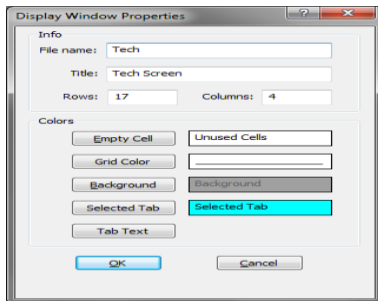 Display Window Properties
Info
File name: Tech
Title: Tech Screen
Rows: 17 Columns: 4
Colors
Empty Cell Unused Cells
Grid Color
Background Background
Selected Tab Selected Tab
Tab Text
OK Cancel